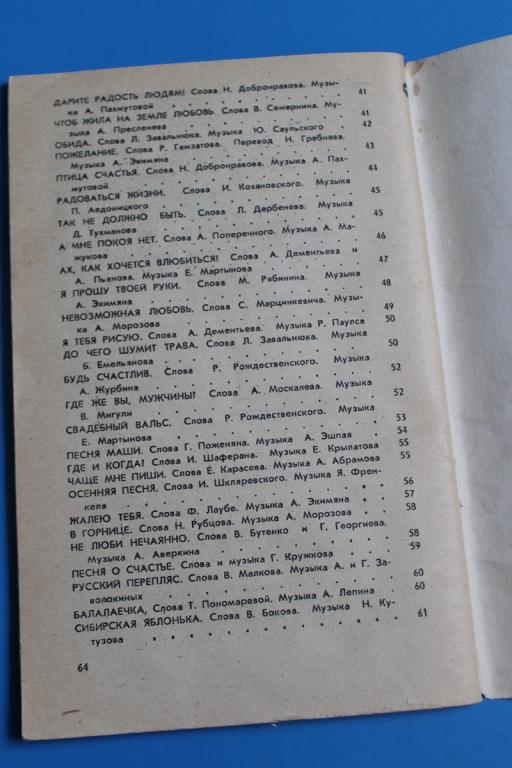 ДАРИТЕ РАДОСТЬ ЛЮДЯМ! Слова Н. Добронравова. Музы-
ка А. Пахмутовой . . . . . . . . . . 41
ЧТОБ ЖИЛА НА ЗЕМЛЕ ЛЮБОВЬ. Слова В. Семернина. Му-
зыка А. Пресленева . . . . . . . . . . 41
ОБИДА. Слова Л. Завальнюка. Музыка Ю. Саульского 42
ПОЖЕЛАНИЕ. Слова Р. Гамзатова. Перевод Н. Гребнева.
Музыка А. Экимяна . . . . . . . . . . 43
ПТИЦА СЧАСТЬЯ. Слова Н. Добронравова. Музыка А. Пах-
мутовой . . . . . . . . . . 44
РАДОВАТЬСЯ ЖИЗНИ. Слова И. Кохановского. Музыка
П. Аедоницкого . . . . . . . . . . 45
ТАК НЕ ДОЛЖНО БЫТЬ. Слова Л. Дербенева. Музыка
Д. Тухманова . . . . . . . . . . 45
А МНЕ ПОКОЯ НЕТ. Слова А. Поперечного. Музыка А. Ма-
жукова . . . . . . . . . . 46
АХ, КАК ХОЧЕТСЯ ВЛЮБИТЬСЯ! Слова А. Дементьева и
Л. Пьянова. Музыка Е. Мартынова . . . . 47
Я ПРОШУ ТВОЕЙ РУКИ. Слова М. Рябинина. Музыка
А. Экимяна . . . . . . . . . . 48
НЕВОЗМОЖНАЯ ЛЮБОВЬ. Слова С. Марцинкевича. Музы-
ка А. Морозова . . . . . . . . . . 49
Я ТЕБЯ РИСУЮ. Слова А. Дементьева. Музыка Р. Паулса 50
ДО ЧЕГО ШУМИТ ТРАВА. Слова Л. Завальнюка. Музыка
Б. Емельянова . . . . . . . . . . 50
БУДЬ СЧАСТЛИВ. Слова Р. Рождественского. Музыка
А. Журбина . . . . . . . . . . 52
ГДЕ ЖЕ ВЫ, МУЖЧИНЫ? Слова А. Москалева. Музыка
В. Мигули . . . . . . . . . . 52
СВАДЕБНЫЙ ВАЛЬС. Слова Р. Рождественского. Музыка
Е. Мартынова . . . . . . . . . . 53
ПЕСНЯ МАШИ. Слова Г. Поженяна. Музыка А. Эшпая . 54
ГДЕ И КОГДА? Слова И. Шаферана. Музыка Е. Крылатова 55
ЧАЩЕ МНЕ ПИШИ. Слова Е. Карасева. Музыка А. Абрамова 55
ОСЕННЯЯ ПЕСНЯ. Слова И. Шкляревского. Музыка Я. Френ-
келя . . . . . . . . . . 56
ЖАЛЕЮ ТЕБЯ. Слова Ф. Лаубе. Музыка А. Экимяна . . 57
В ГОРНИЦЕ. Слова Н. Рубцова. Музыка А. Морозова . . 58
НЕ ЛЮБИ НЕЧАЯННО. Слова В. Бутенко и Г. Георгиева.
Музыка А. Аверкина . . . . . . . . . . 58
ПЕСНЯ О СЧАСТЬЕ. Слова и музыка Г. Кружкова 59
РУССКИЙ ПЕРЕПЛЯС. Слова В. Малкова. Музыка А. и Г. За-
волокиных . . . . . . . . . . 60
БАЛАЛАЕЧКА. Слова Т. Пономаревой. Музыка А. Лепина . 60
СИБИРСКАЯ ЯБЛОНЬКА. Слова В. Бокова. Музыка Н. Ку-
тузова . . . . . . . . . . 61
64